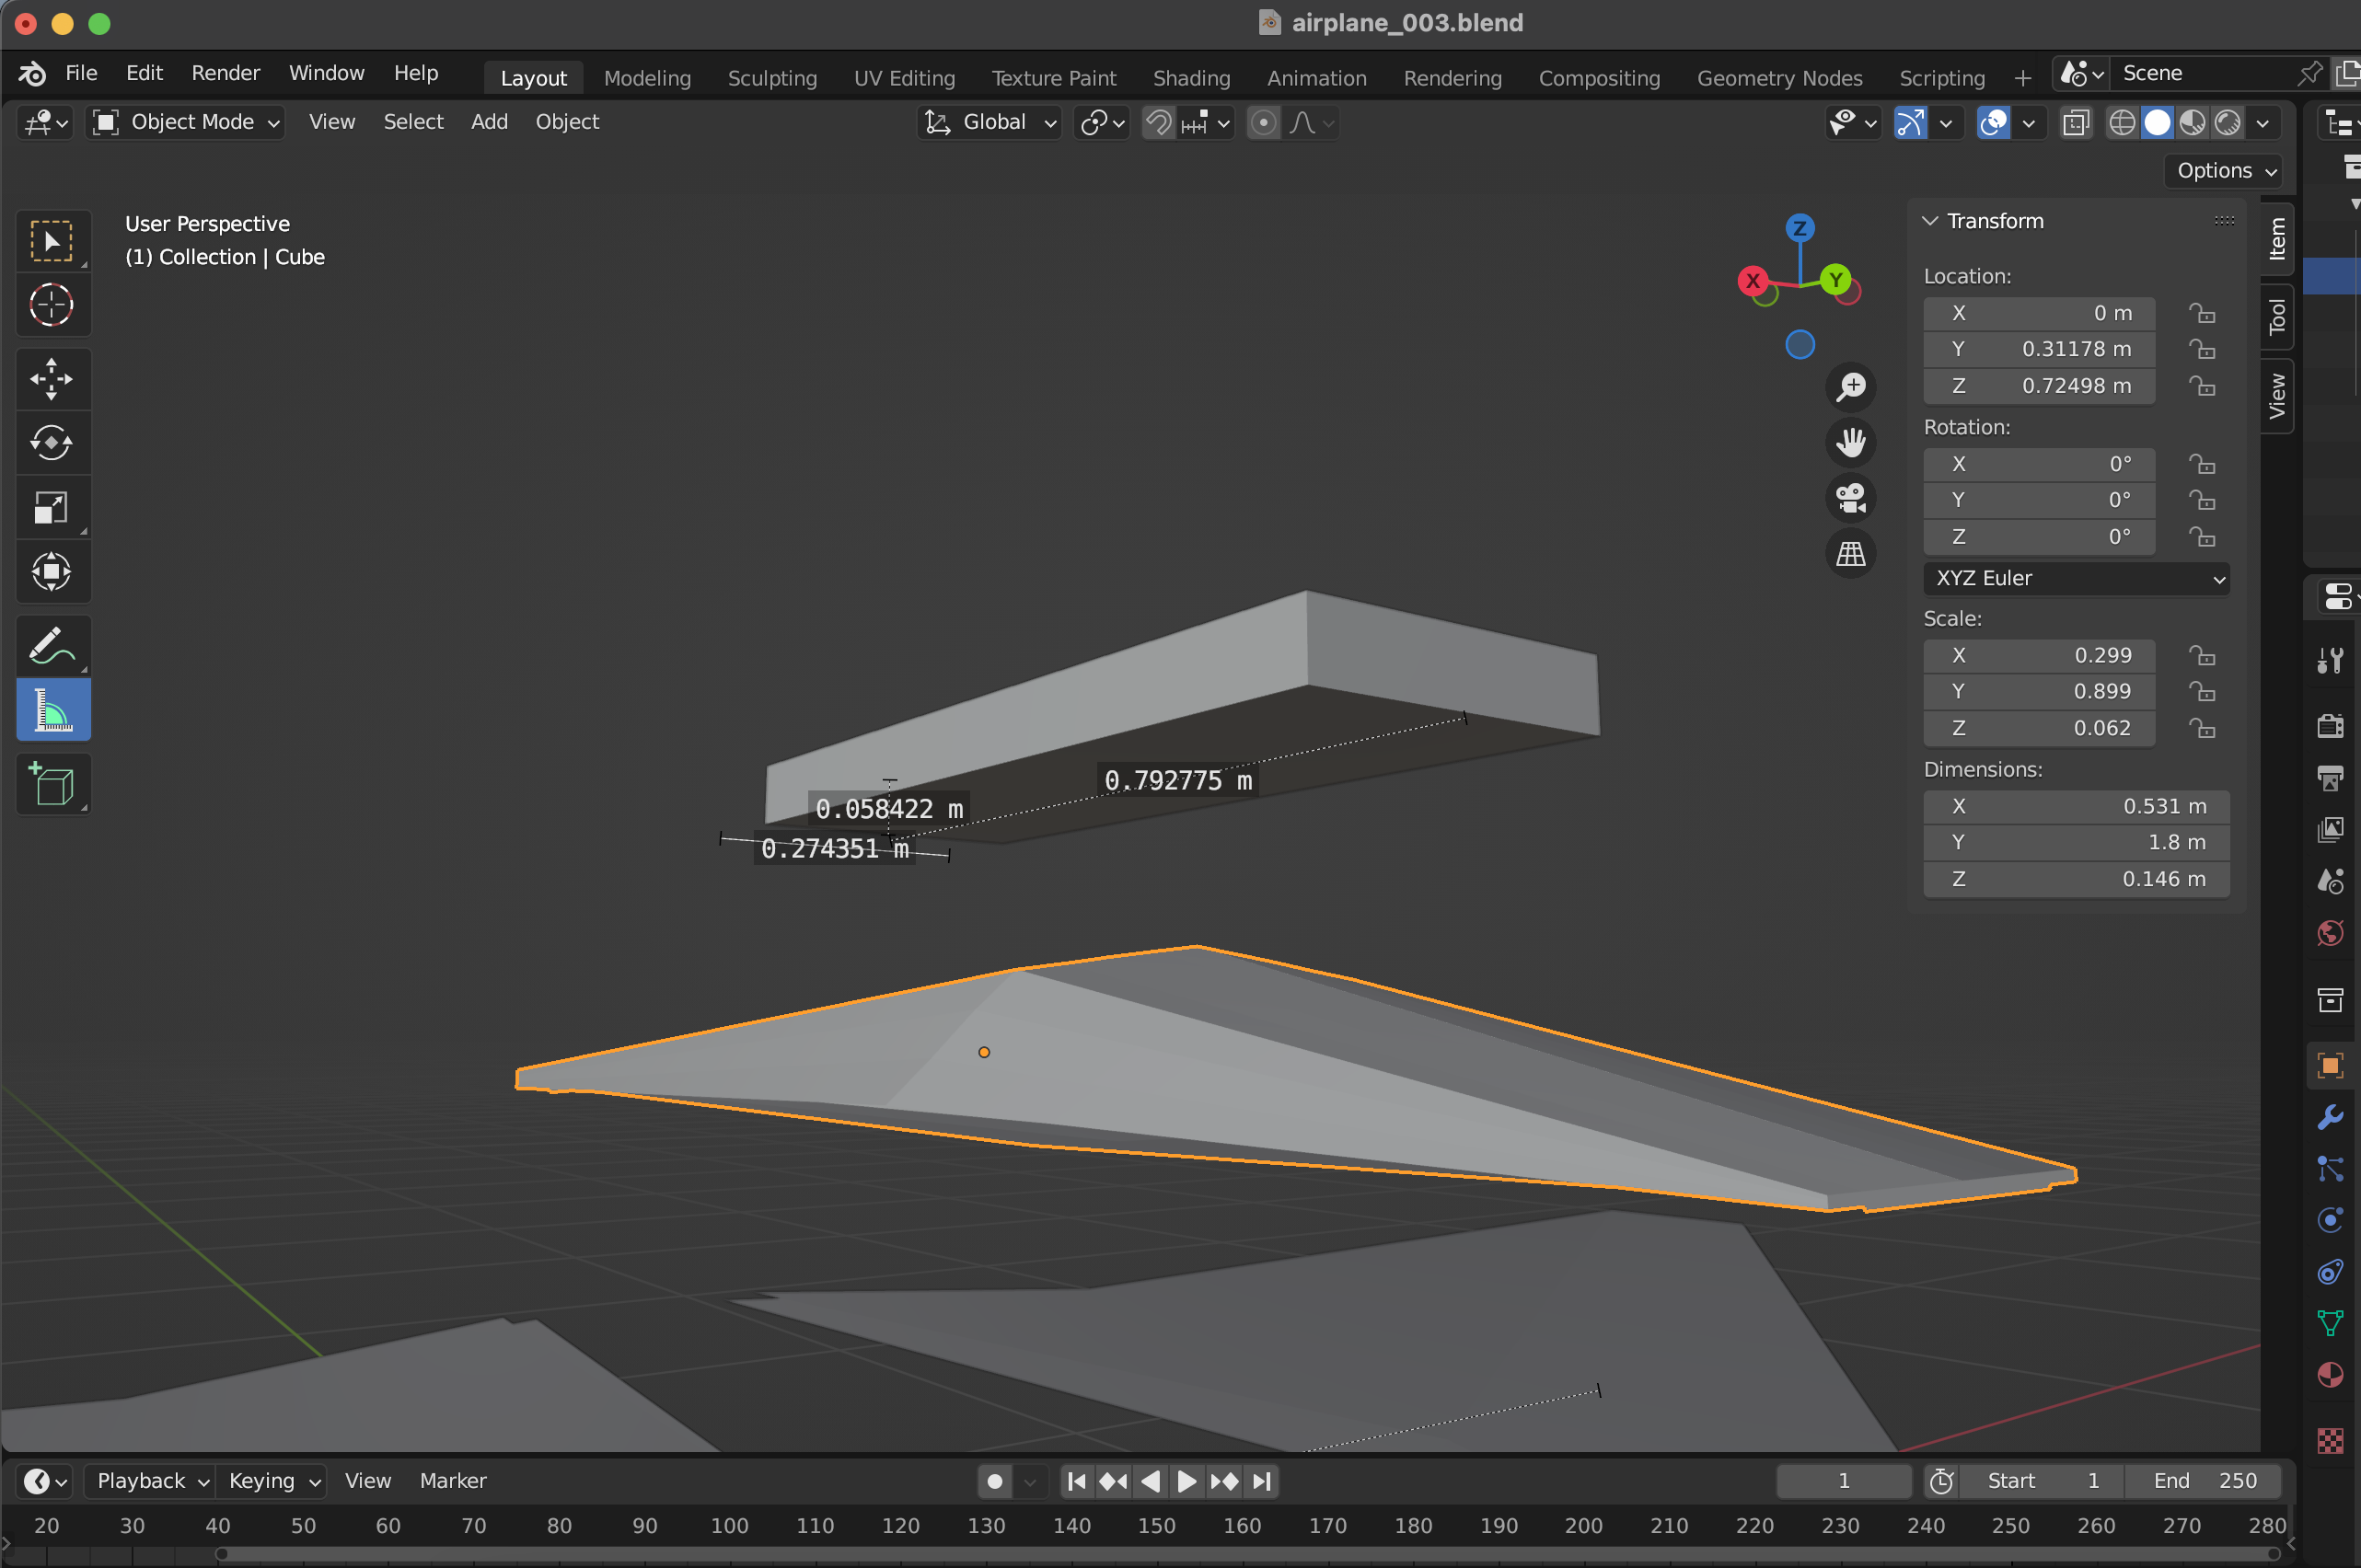 airplane_003.blend
File Edit Render Window Help Layout Modeling Sculpting UV Editing Texture Paint Shading Animation Rendering Compositing Geometry Nodes Scripting + Scene
Object Mode View Select Add Object Global
Options
User Perspective
(1) Collection | Cube
Z
X
Y
Transform
Item
Tool
View
Location:
X 0 m
Y 0.31178 m
Z 0.72498 m
Rotation:
X 0°
Y 0°
Z 0°
XYZ Euler
Scale:
X 0.299
Y 0.899
Z 0.062
Dimensions:
X 0.531 m
Y 1.8 m
Z 0.146 m
0.792775 m
0.058422 m
0.274351 m
Playback Keying View Marker 1 Start 1 End 250
20 30 40 50 60 70 80 90 100 110 120 130 140 150 160 170 180 190 200 210 220 230 240 250 260 270 280